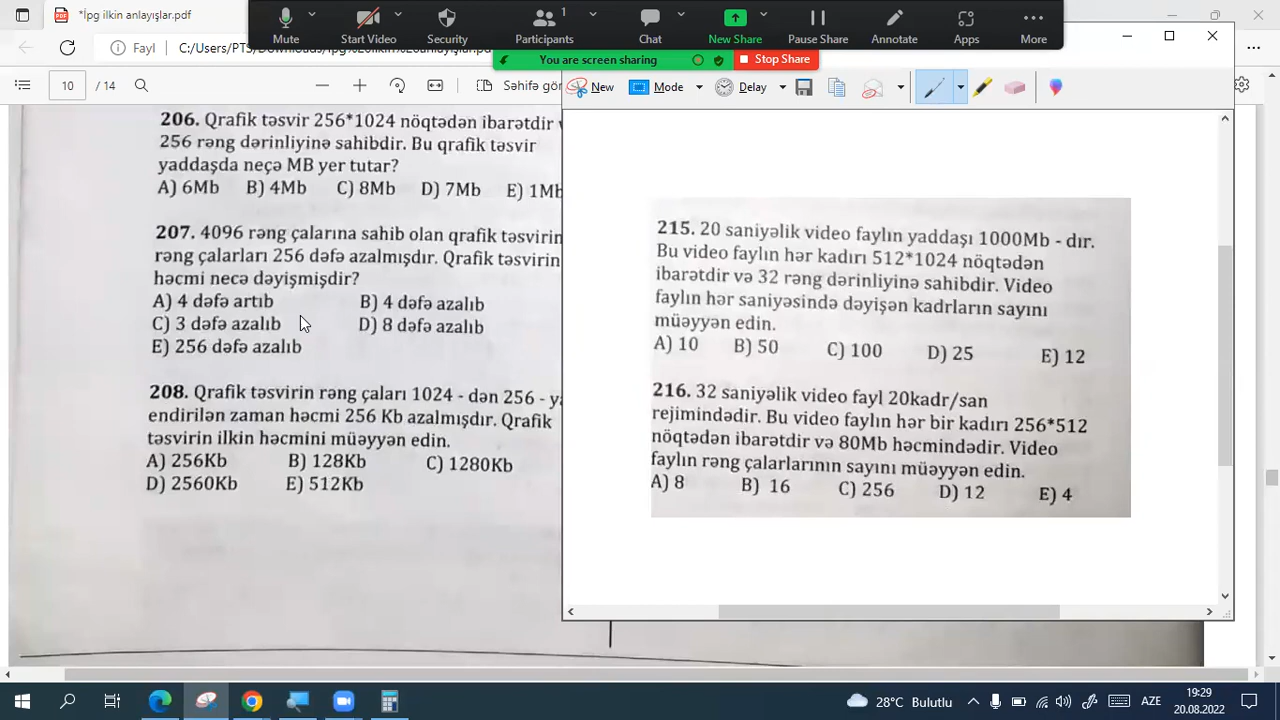 *İpg ilkin anlayışlar.pdf
Mute
Start Video
Security
Participants
1
Chat
New Share
Pause Share
Annotate
Apps
More
You are screen sharing
Stop Share
Fayl
10 / 14
New
Mode
Delay
206. Qrafik təsvir 256*1024 nöqtədən ibarətdir
256 rəng dərinliyinə sahibdir. Bu qrafik təsvir
yaddaşda neçə MB yer tutar?
A) 6Mb B) 4Mb C) 8Mb D) 7Mb E) 1Mb
207. 4096 rəng çalarına sahib olan qrafik təsvirin
rəng çalarları 256 dəfə azalmışdır. Qrafik təsvirin
həcmi necə dəyişmişdir?
A) 4 dəfə artıb B) 4 dəfə azalıb
C) 3 dəfə azalıb D) 8 dəfə azalıb
E) 256 dəfə azalıb
208. Qrafik təsvirin rəng çaları 1024 - dən 256 - y
endirilən zaman həcmi 256 Kb azalmışdır. Qrafik
təsvirin ilkin həcmini müəyyən edin.
A) 256Kb B) 128Kb C) 1280Kb
D) 2560Kb E) 512Kb
215. 20 saniyəlik video faylın yaddaşı 1000Mb - dır.
Bu video faylın hər kadırı 512*1024 nöqtədən
ibarətdir və 32 rəng dərinliyinə sahibdir. Video
faylın hər saniyəsində dəyişən kadrların sayını
müəyyən edin.
A) 10 B) 50 C) 100 D) 25 E) 12
216. 32 saniyəlik video fayl 20kadr/san
rejimindədir. Bu video faylın hər bir kadırı 256*512
nöqtədən ibarətdir və 80Mb həcmindədir. Video
faylın rəng çalarlarının sayını müəyyən edin.
A) 8 B) 16 C) 256 D) 12 E) 4
28°C Bulutlu
AZE
19:29
20.08.2022